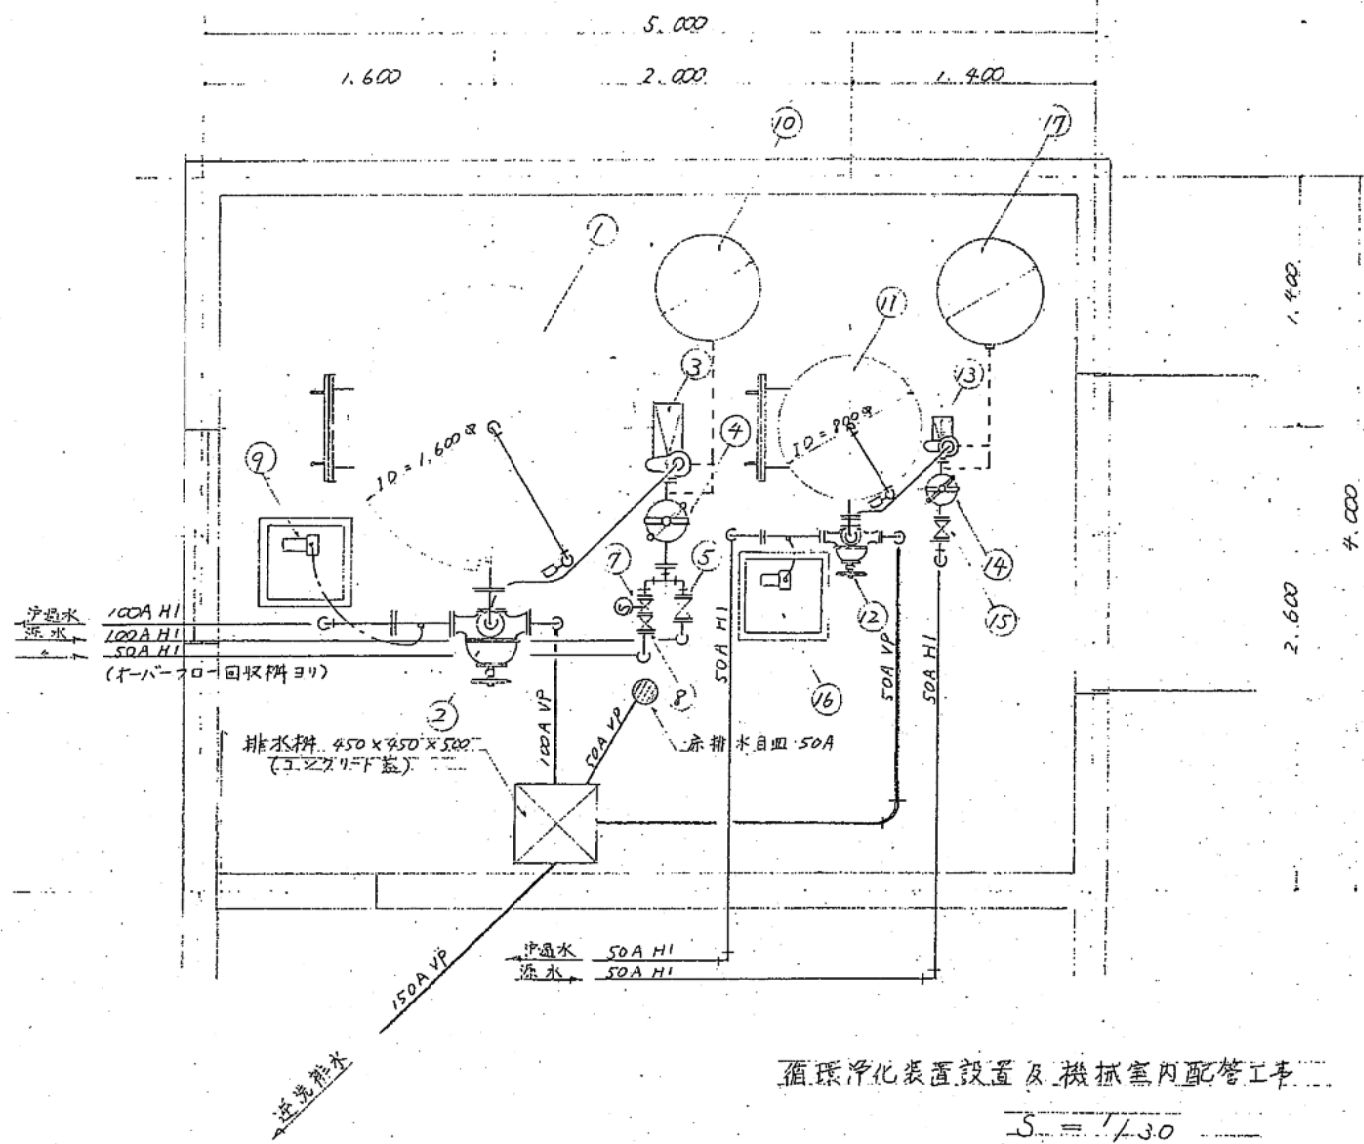 5.000
1.600
2.000
1.400
10
17
1
11
1.400
3
13
4
ID=1,600φ
ID=800φ
9
4.000
7
5
14
12
15
2.600
沪過水 100A HI
源水 100A HI
〃 50A HI
(オーバーフロー回収桝ヨリ)
50A HI
50A VP
50A HI
2
8
16
排水桝 450×450×500
(コンクリート蓋)
100A VP
50A VP
床排水目皿 50A
沪過水 50A HI
源水 50A HI
150A VP
逆洗排水
循環浄化装置設置及機械室内配管工事
S = 1/30